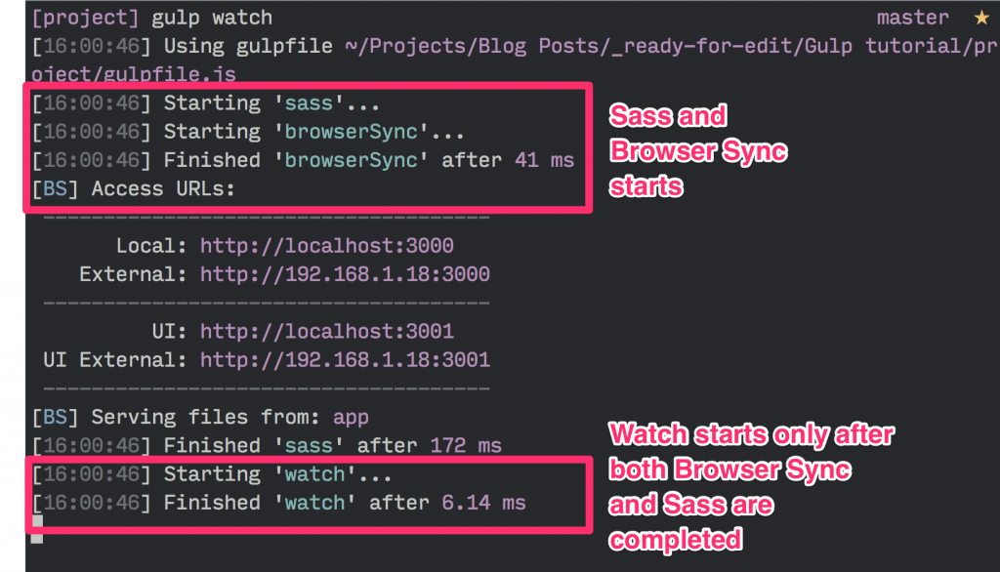 [project] gulp watch master ★
[16:00:46] Using gulpfile ~/Projects/Blog Posts/_ready-for-edit/Gulp tutorial/pr
oject/gulpfile.js
[16:00:46] Starting 'sass'...
[16:00:46] Starting 'browserSync'...
[16:00:46] Finished 'browserSync' after 41 ms
[BS] Access URLs:
Sass and
Browser Sync
starts
--------------------------------------
Local: http://localhost:3000
External: http://192.168.1.18:3000
--------------------------------------
UI: http://localhost:3001
UI External: http://192.168.1.18:3001
--------------------------------------
[BS] Serving files from: app
[16:00:46] Finished 'sass' after 172 ms
[16:00:46] Starting 'watch'...
[16:00:46] Finished 'watch' after 6.14 ms
Watch starts only after
both Browser Sync
and Sass are
completed